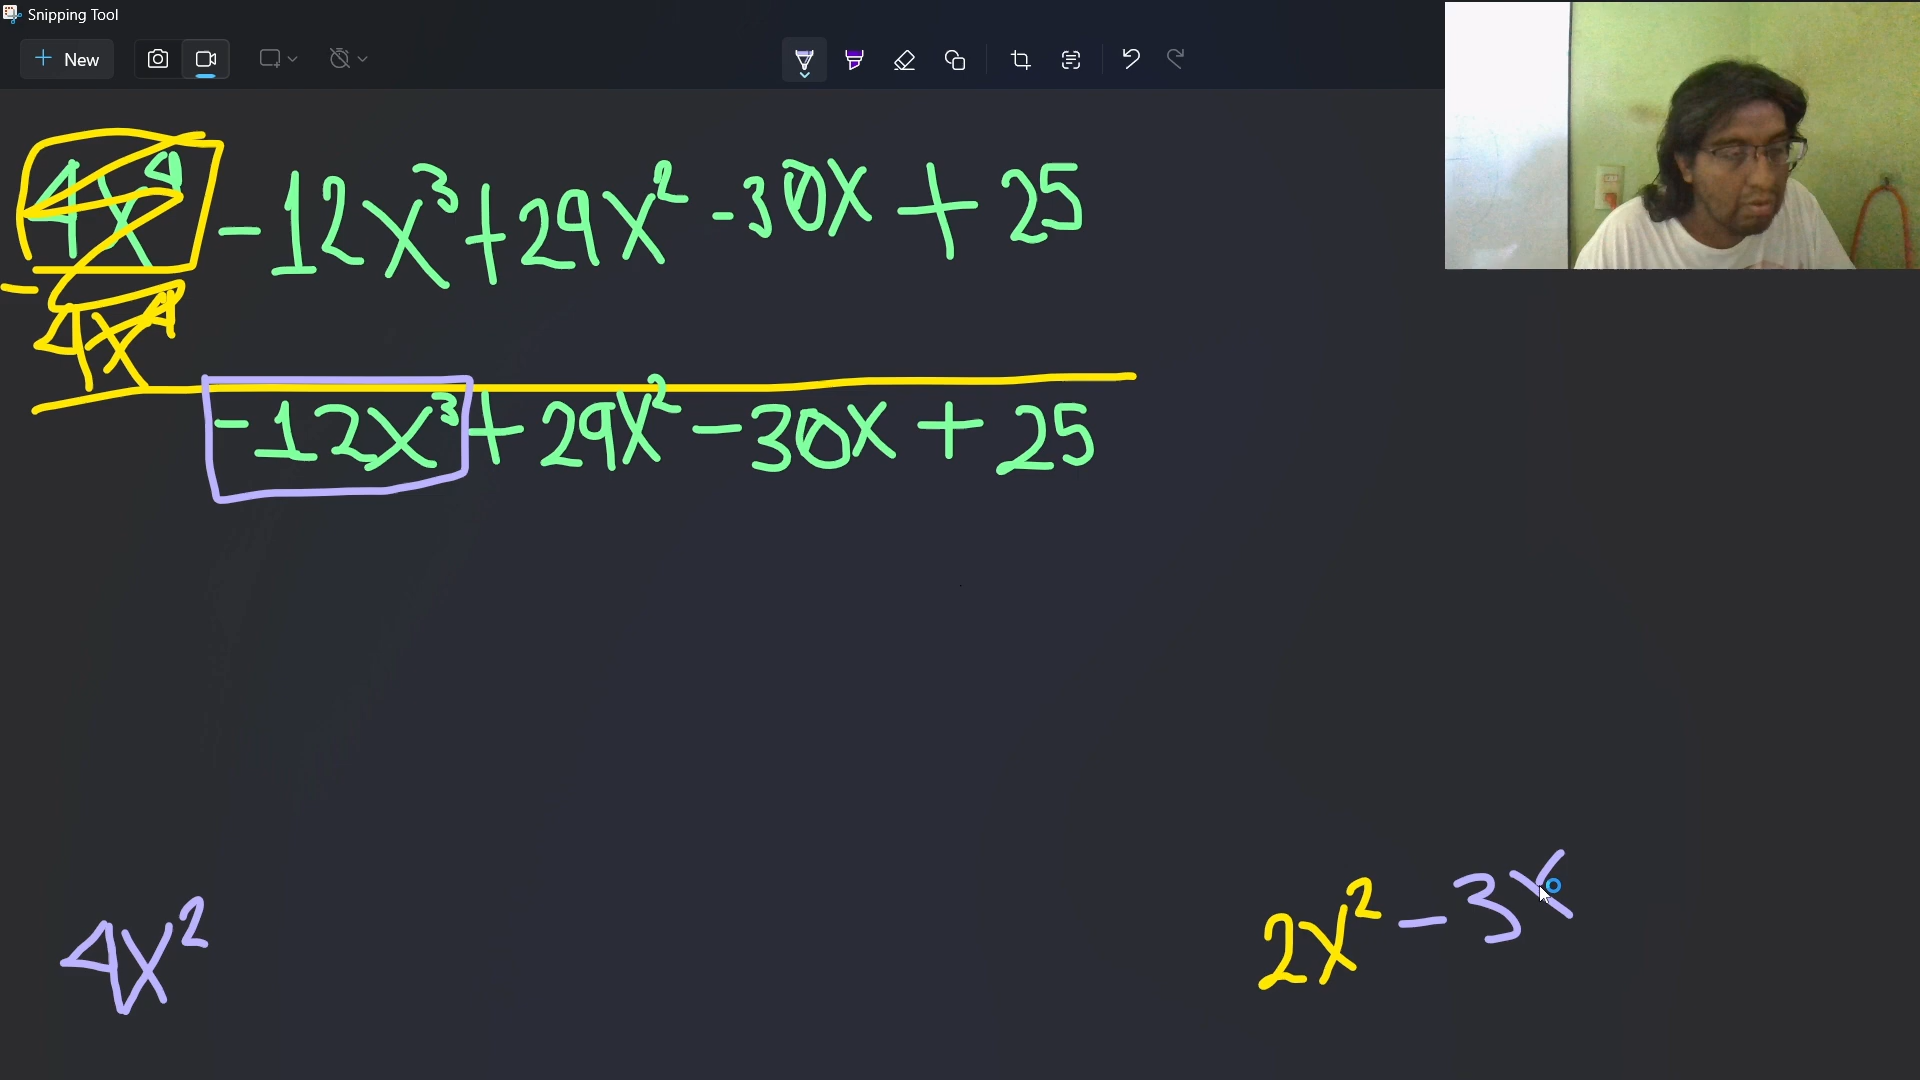 Snipping Tool
New
4x⁴ -12x³+29x² -30x + 25
- 4x⁴
-12x³+ 29x² - 30x + 25
4x²
2x² - 3x